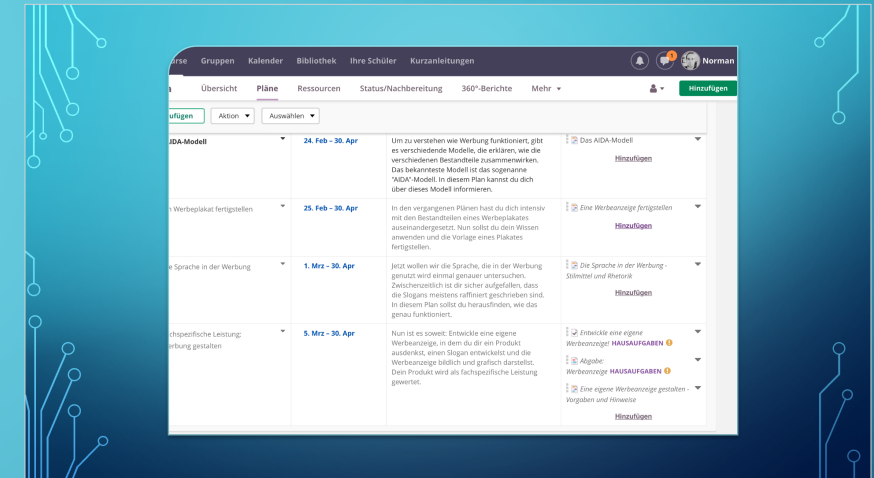 Gruppen Kalender Bibliothek Ihre Schüler Kurzanleitungen 1 Norman
Übersicht Pläne Ressourcen Status/Nachbereitung 360°-Berichte Mehr Hinzufügen
ufügen Aktion Auswählen
AIDA-Modell
24. Feb – 30. Apr
Um zu verstehen wie Werbung funktioniert, gibt
es verschiedende Modelle, die erklären, wie die
verschiedenen Bestandteile zusammenwirken.
Das bekannteste Modell ist das sogenanne
"AIDA"-Modell. In diesem Plan kannst du dich
über dieses Modell informieren.
Das AIDA-Modell
Hinzufügen
n Werbeplakat fertigstellen
25. Feb – 30. Apr
In den vergangenen Plänen hast du dich intensiv
mit den Bestandteilen eines Werbeplakates
auseinandergesetzt. Nun sollst du dein Wissen
anwenden und die Vorlage eines Plakates
fertigstellen.
Eine Werbeanzeige fertigstellen
Hinzufügen
e Sprache in der Werbung
1. Mrz – 30. Apr
Jetzt wollen wir die Sprache, die in der Werbung
genutzt wird einmal genauer untersuchen.
Zwischenzeitlich ist dir sicher aufgefallen, dass
die Slogans meistens raffiniert geschrieben sind.
In diesem Plan sollst du herausfinden, wie das
genau funktioniert.
Die Sprache in der Werbung -
Stilmittel und Rhetorik
Hinzufügen
chspezifische Leistung:
erbung gestalten
5. Mrz – 30. Apr
Nun ist es soweit: Entwickle eine eigene
Werbeanzeige, in dem du dir ein Produkt
ausdenkst, einen Slogan entwickelst und die
Werbeanzeige bildlich und grafisch darstellst.
Dein Produkt wird als fachspezifische Leistung
gewertet.
Entwickle eine eigene
Werbeanzeige! HAUSAUFGABEN
Abgabe:
Werbeanzeige HAUSAUFGABEN
Eine eigene Werbeanzeige gestalten -
Vorgaben und Hinweise
Hinzufügen